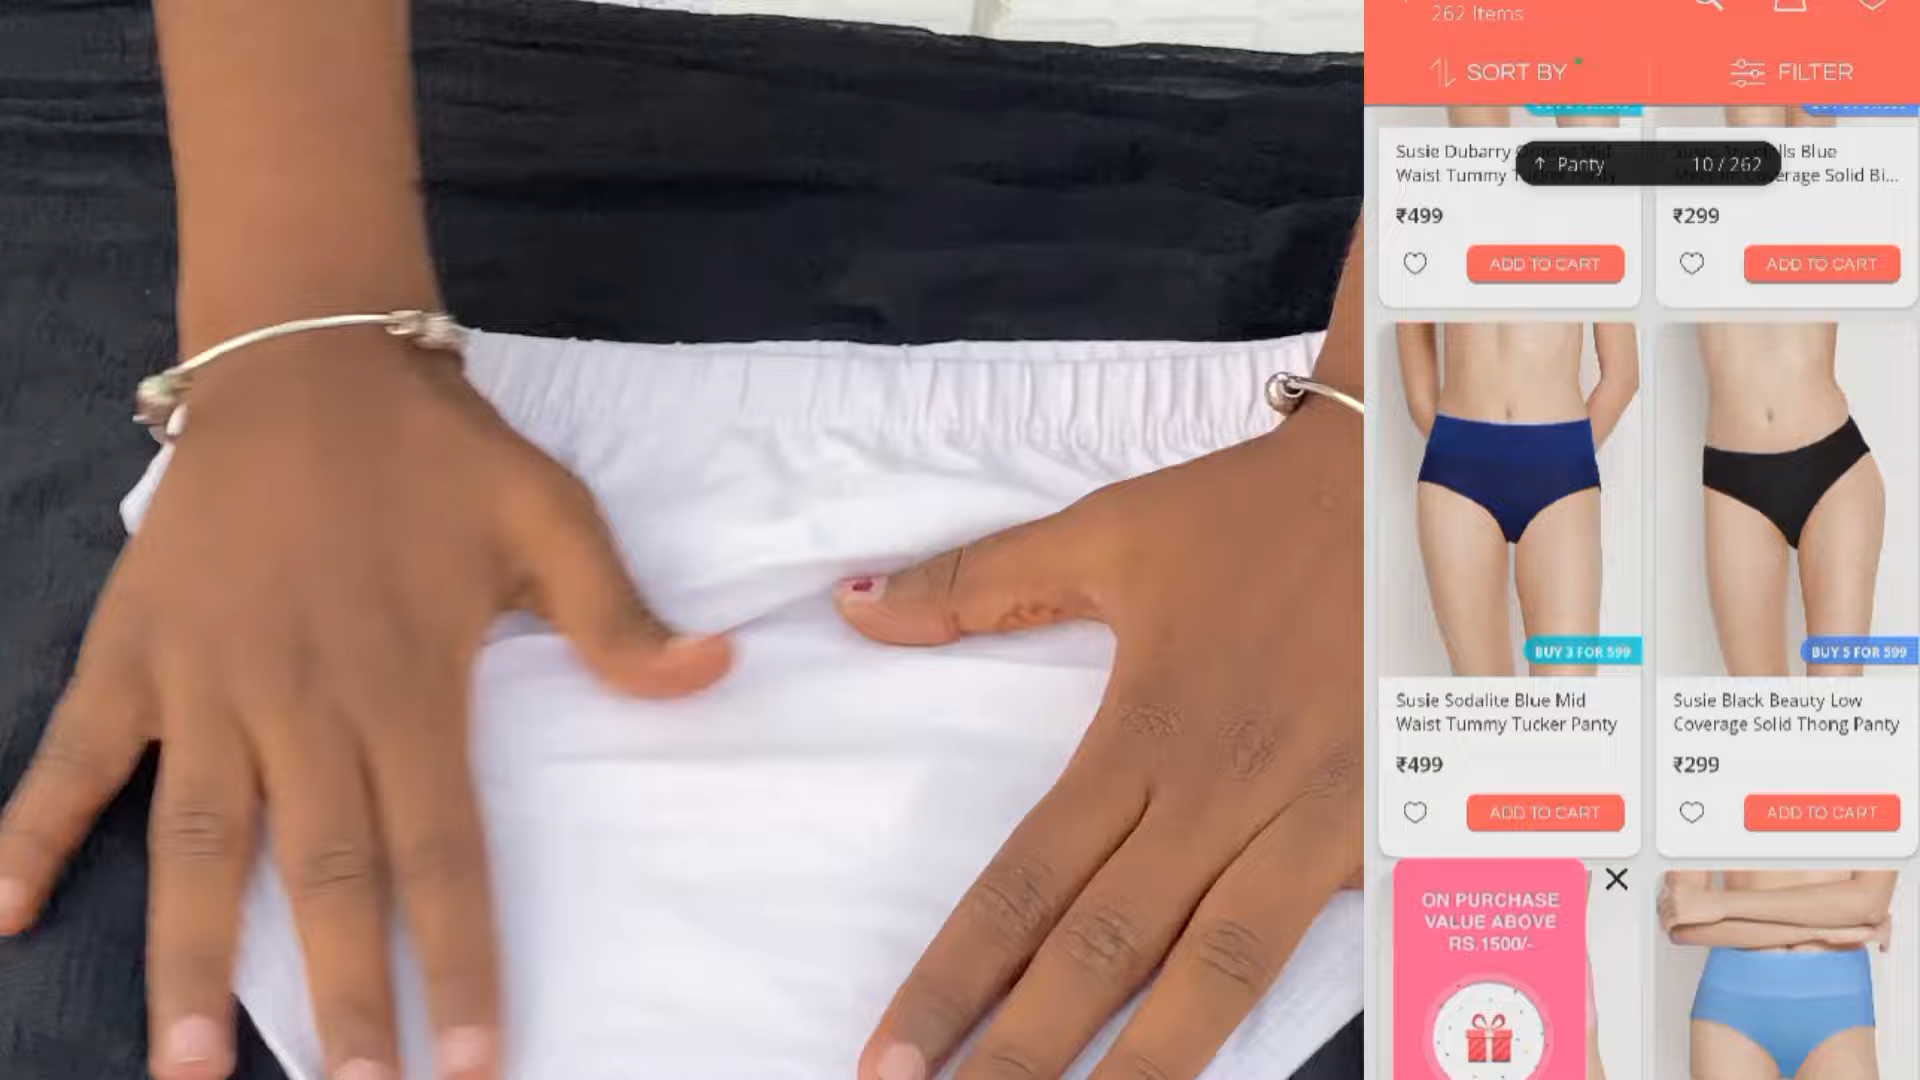 262 Items
SORT BY
FILTER
Susie Dubarry
Waist Tummy
↑ Panty 10 / 262
Blue
Solid Bi...
₹499
₹299
ADD TO CART
ADD TO CART
BUY 3 FOR 599
BUY 5 FOR 599
Susie Sodalite Blue Mid
Waist Tummy Tucker Panty
Susie Black Beauty Low
Coverage Solid Thong Panty
₹499
₹299
ADD TO CART
ADD TO CART
ON PURCHASE
VALUE ABOVE
RS.1500/-